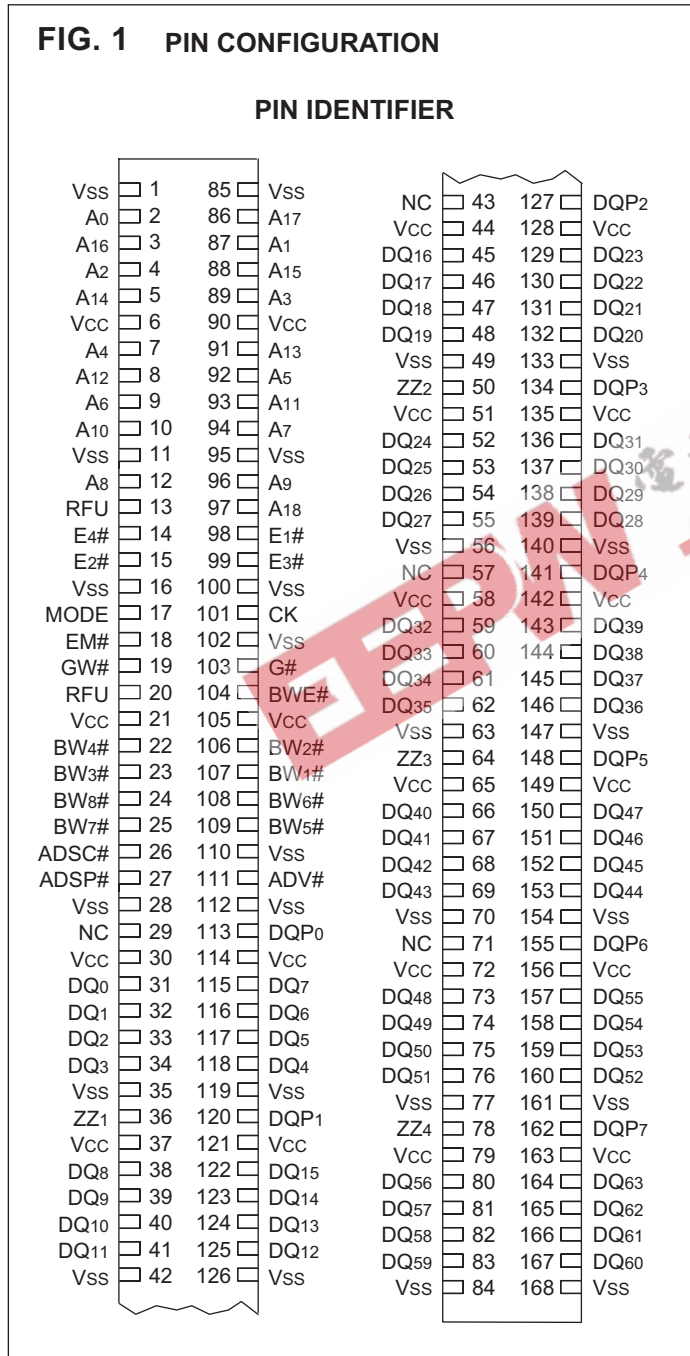 FIG. 1 PIN CONFIGURATION
PIN IDENTIFIER
VSS 1 85 VSS
A0 2 86 A17
A16 3 87 A1
A2 4 88 A15
A14 5 89 A3
VCC 6 90 VCC
A4 7 91 A13
A12 8 92 A5
A6 9 93 A11
A10 10 94 A7
VSS 11 95 VSS
A8 12 96 A9
RFU 13 97 A18
E4# 14 98 E1#
E2# 15 99 E3#
VSS 16 100 VSS
MODE 17 101 CK
EM# 18 102 VSS
GW# 19 103 G#
RFU 20 104 BWE#
VCC 21 105 VCC
BW4# 22 106 BW2#
BW3# 23 107 BW1#
BW8# 24 108 BW6#
BW7# 25 109 BW5#
ADSC# 26 110 VSS
ADSP# 27 111 ADV#
VSS 28 112 VSS
NC 29 113 DQP0
VCC 30 114 VCC
DQ0 31 115 DQ7
DQ1 32 116 DQ6
DQ2 33 117 DQ5
DQ3 34 118 DQ4
VSS 35 119 VSS
ZZ1 36 120 DQP1
VCC 37 121 VCC
DQ8 38 122 DQ15
DQ9 39 123 DQ14
DQ10 40 124 DQ13
DQ11 41 125 DQ12
VSS 42 126 VSS
NC 43 127 DQP2
VCC 44 128 VCC
DQ16 45 129 DQ23
DQ17 46 130 DQ22
DQ18 47 131 DQ21
DQ19 48 132 DQ20
VSS 49 133 VSS
ZZ2 50 134 DQP3
VCC 51 135 VCC
DQ24 52 136 DQ31
DQ25 53 137 DQ30
DQ26 54 138 DQ29
DQ27 55 139 DQ28
VSS 56 140 VSS
NC 57 141 DQP4
VCC 58 142 VCC
DQ32 59 143 DQ39
DQ33 60 144 DQ38
DQ34 61 145 DQ37
DQ35 62 146 DQ36
VSS 63 147 VSS
ZZ3 64 148 DQP5
VCC 65 149 VCC
DQ40 66 150 DQ47
DQ41 67 151 DQ46
DQ42 68 152 DQ45
DQ43 69 153 DQ44
VSS 70 154 VSS
NC 71 155 DQP6
VCC 72 156 VCC
DQ48 73 157 DQ55
DQ49 74 158 DQ54
DQ50 75 159 DQ53
DQ51 76 160 DQ52
VSS 77 161 VSS
ZZ4 78 162 DQP7
VCC 79 163 VCC
DQ56 80 164 DQ63
DQ57 81 165 DQ62
DQ58 82 166 DQ61
DQ59 83 167 DQ60
VSS 84 168 VSS
EEPW